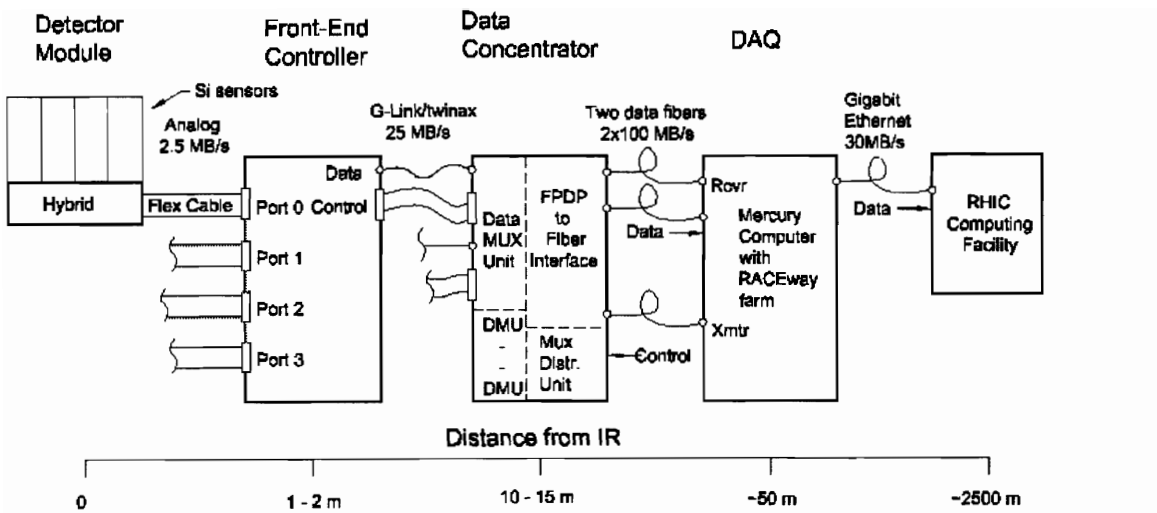 Detector
Module
Front-End
Controller
Data
Concentrator
DAQ
Si sensors
Analog
2.5 MB/s
G-Link/twinax
25 MB/s
Two data fibers
2x100 MB/s
Gigabit
Ethernet
30MB/s
Hybrid
Flex Cable
Port 0
Port 1
Port 2
Port 3
Data
Control
Data
MUX
Unit
DMU
-
-
DMU
FPDP
to
Fiber
Interface
Mux
Distr.
Unit
Data
Control
Rcvr
Mercury
Computer
with
RACEway
farm
Xmtr
Data
RHIC
Computing
Facility
Distance from IR
0
1 - 2 m
10 - 15 m
~50 m
~2500 m